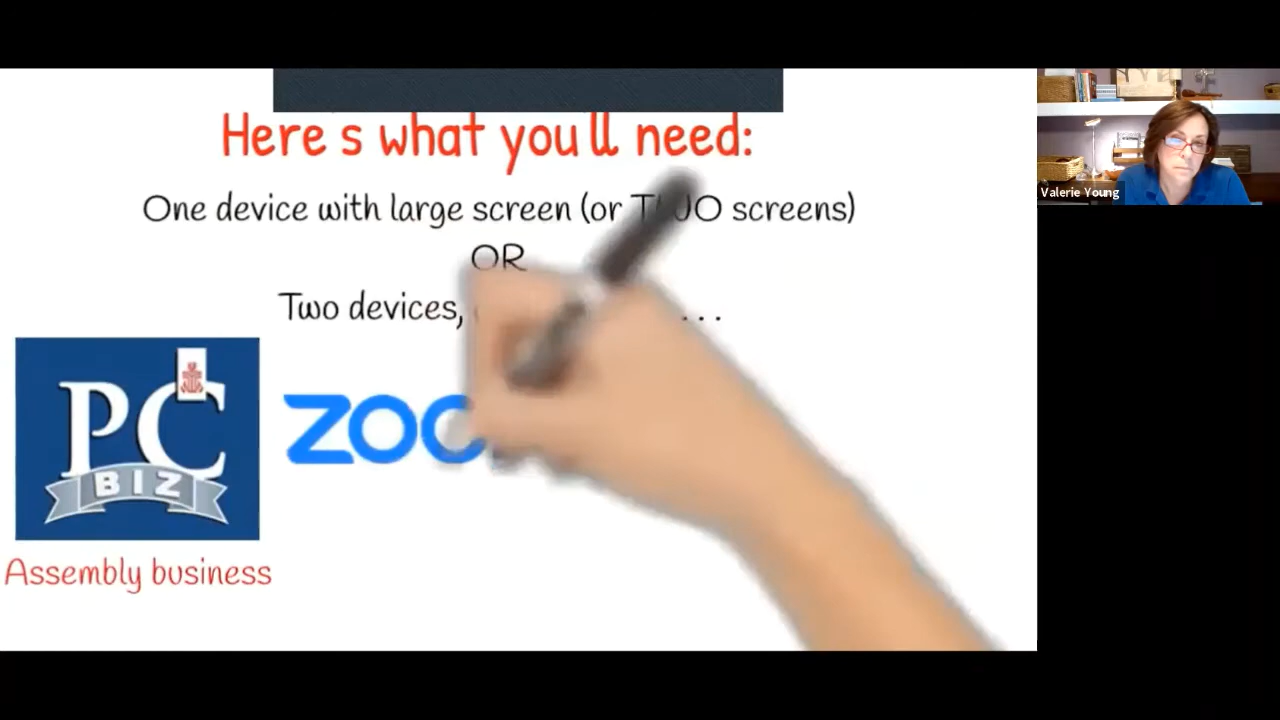 Here's what you'll need:
One device with large screen (or TWO screens)
OR
Two devices, ...
PC
BIZ
ZOO
Assembly business
Valerie Young